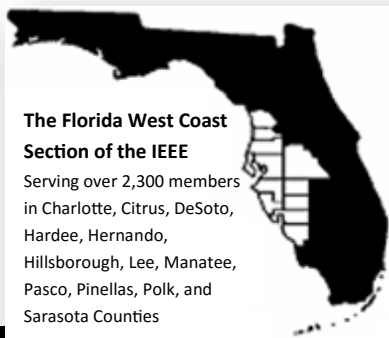 The Florida West Coast
Section of the IEEE
Serving over 2,300 members
in Charlotte, Citrus, DeSoto,
Hardee, Hernando,
Hillsborough, Lee, Manatee,
Pasco, Pinellas, Polk, and
Sarasota Counties